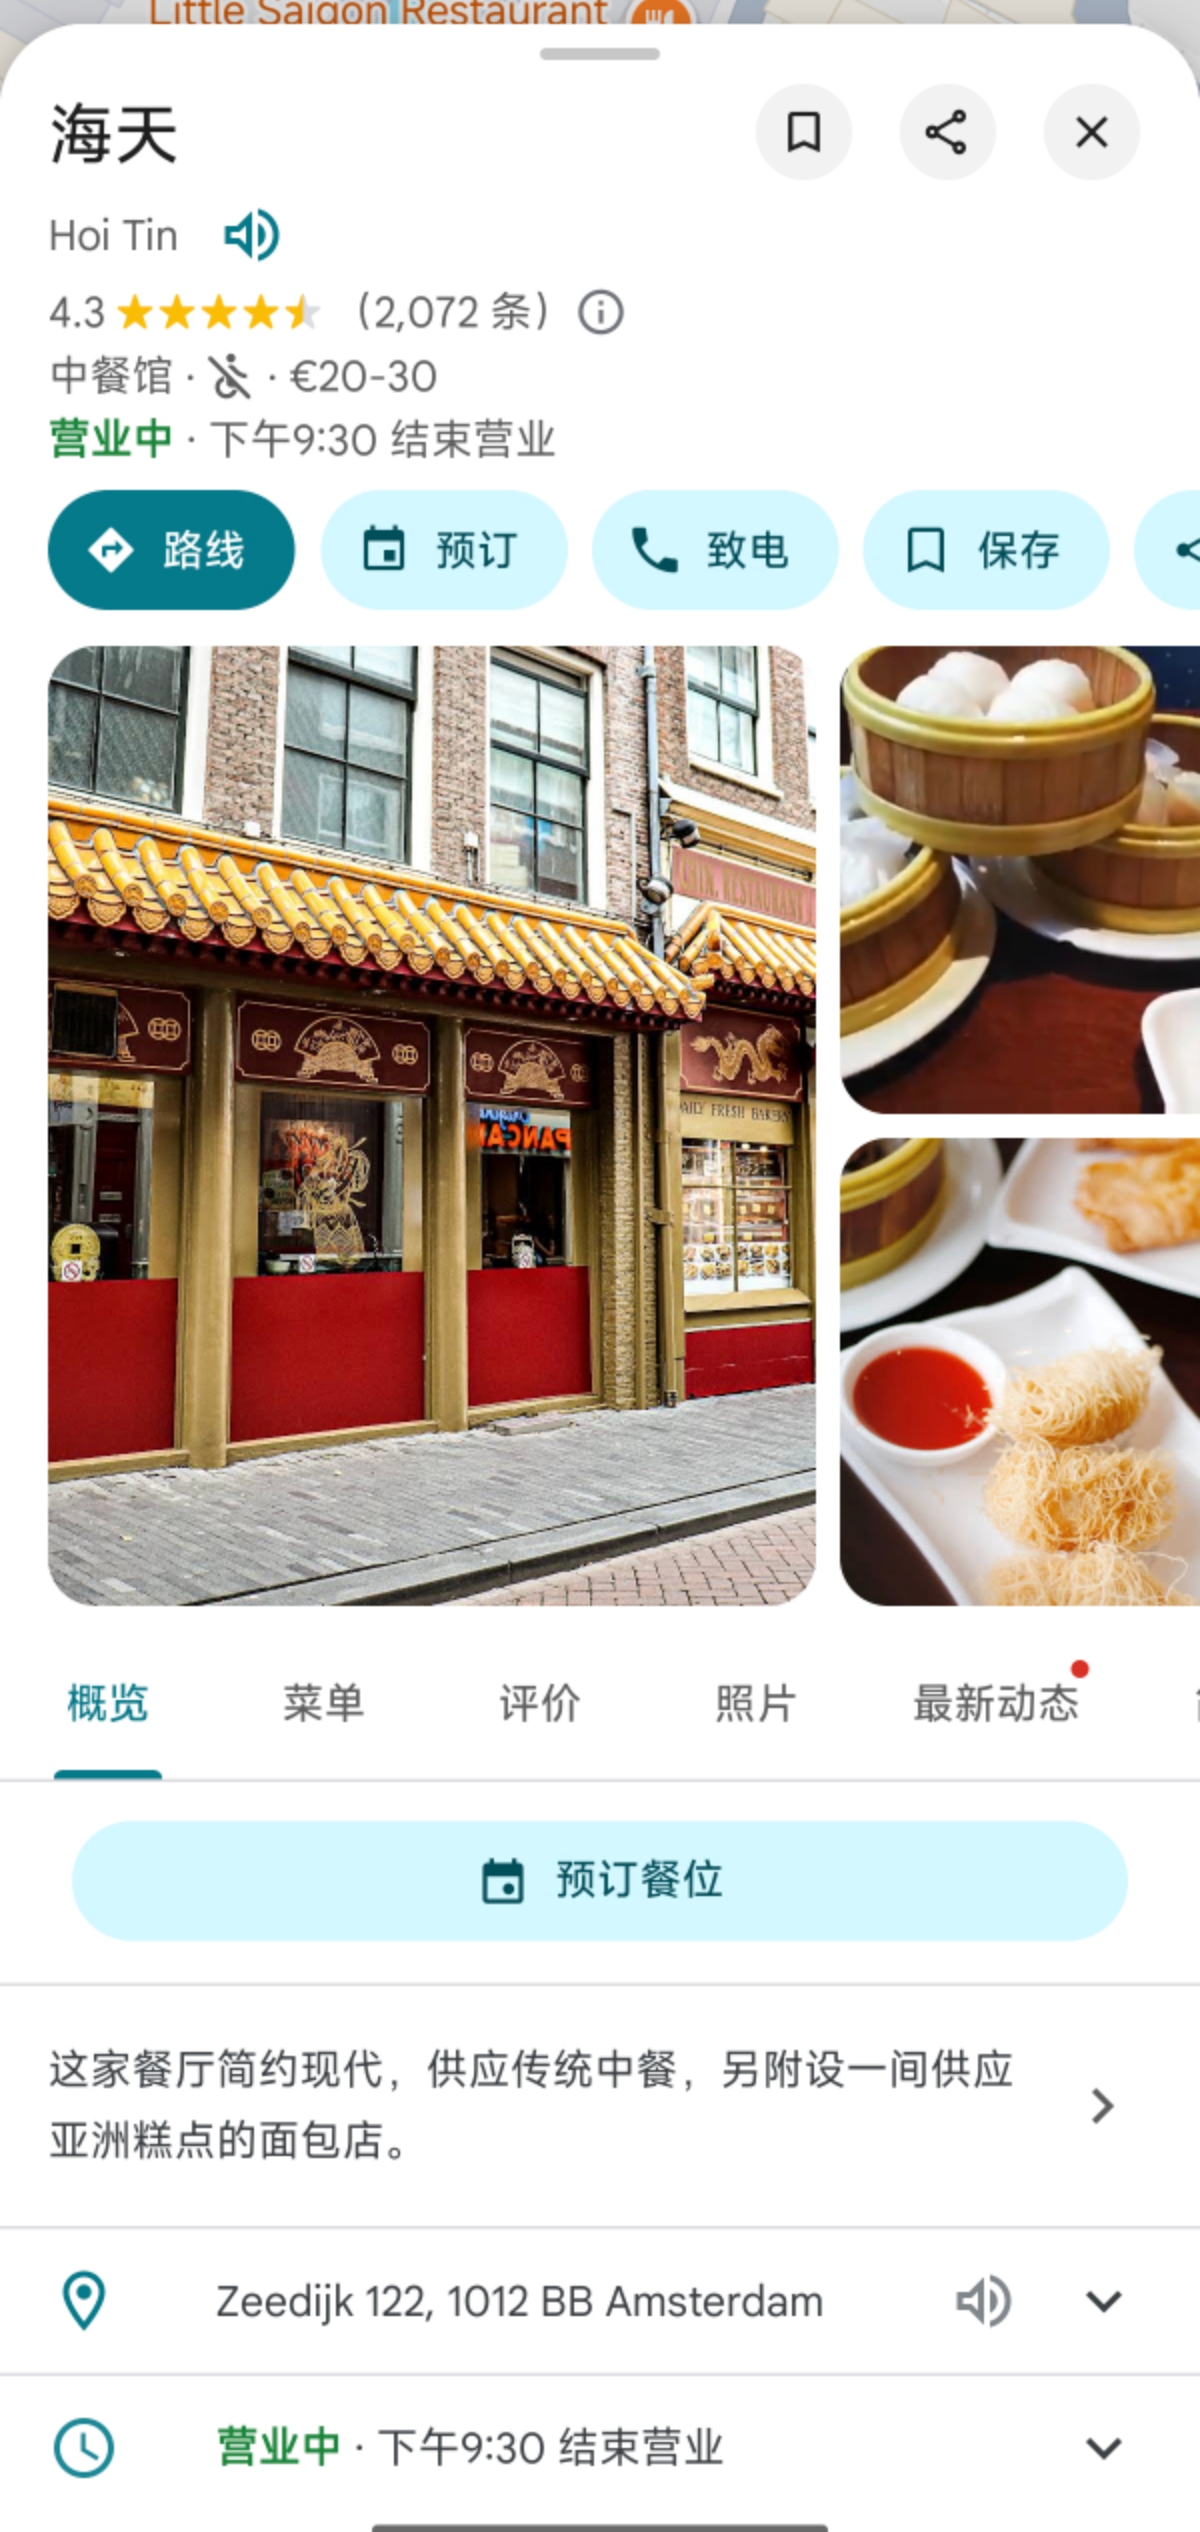 Little Saigon Restaurant
海天
Hoi Tin
4.3 (2,072 条)
中餐馆 · · €20-30
营业中 · 下午9:30 结束营业
路线
预订
致电
保存
DAILY FRESH BAKERY
概览
菜单
评价
照片
最新动态
预订餐位
这家餐厅简约现代，供应传统中餐，另附设一间供应
亚洲糕点的面包店。
Zeedijk 122, 1012 BB Amsterdam
营业中 · 下午9:30 结束营业